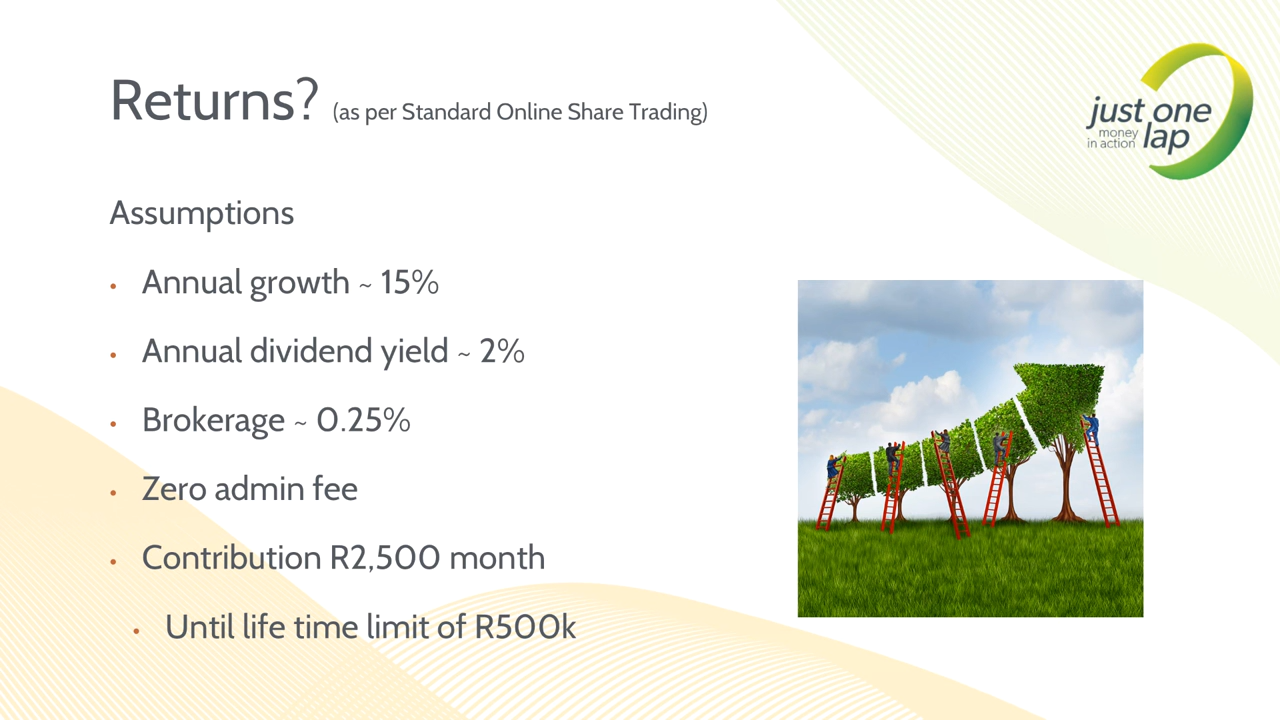 Returns? (as per Standard Online Share Trading)
just one
money
in action lap
Assumptions
• Annual growth ~ 15%
• Annual dividend yield ~ 2%
• Brokerage ~ 0.25%
• Zero admin fee
• Contribution R2,500 month
• Until life time limit of R500k